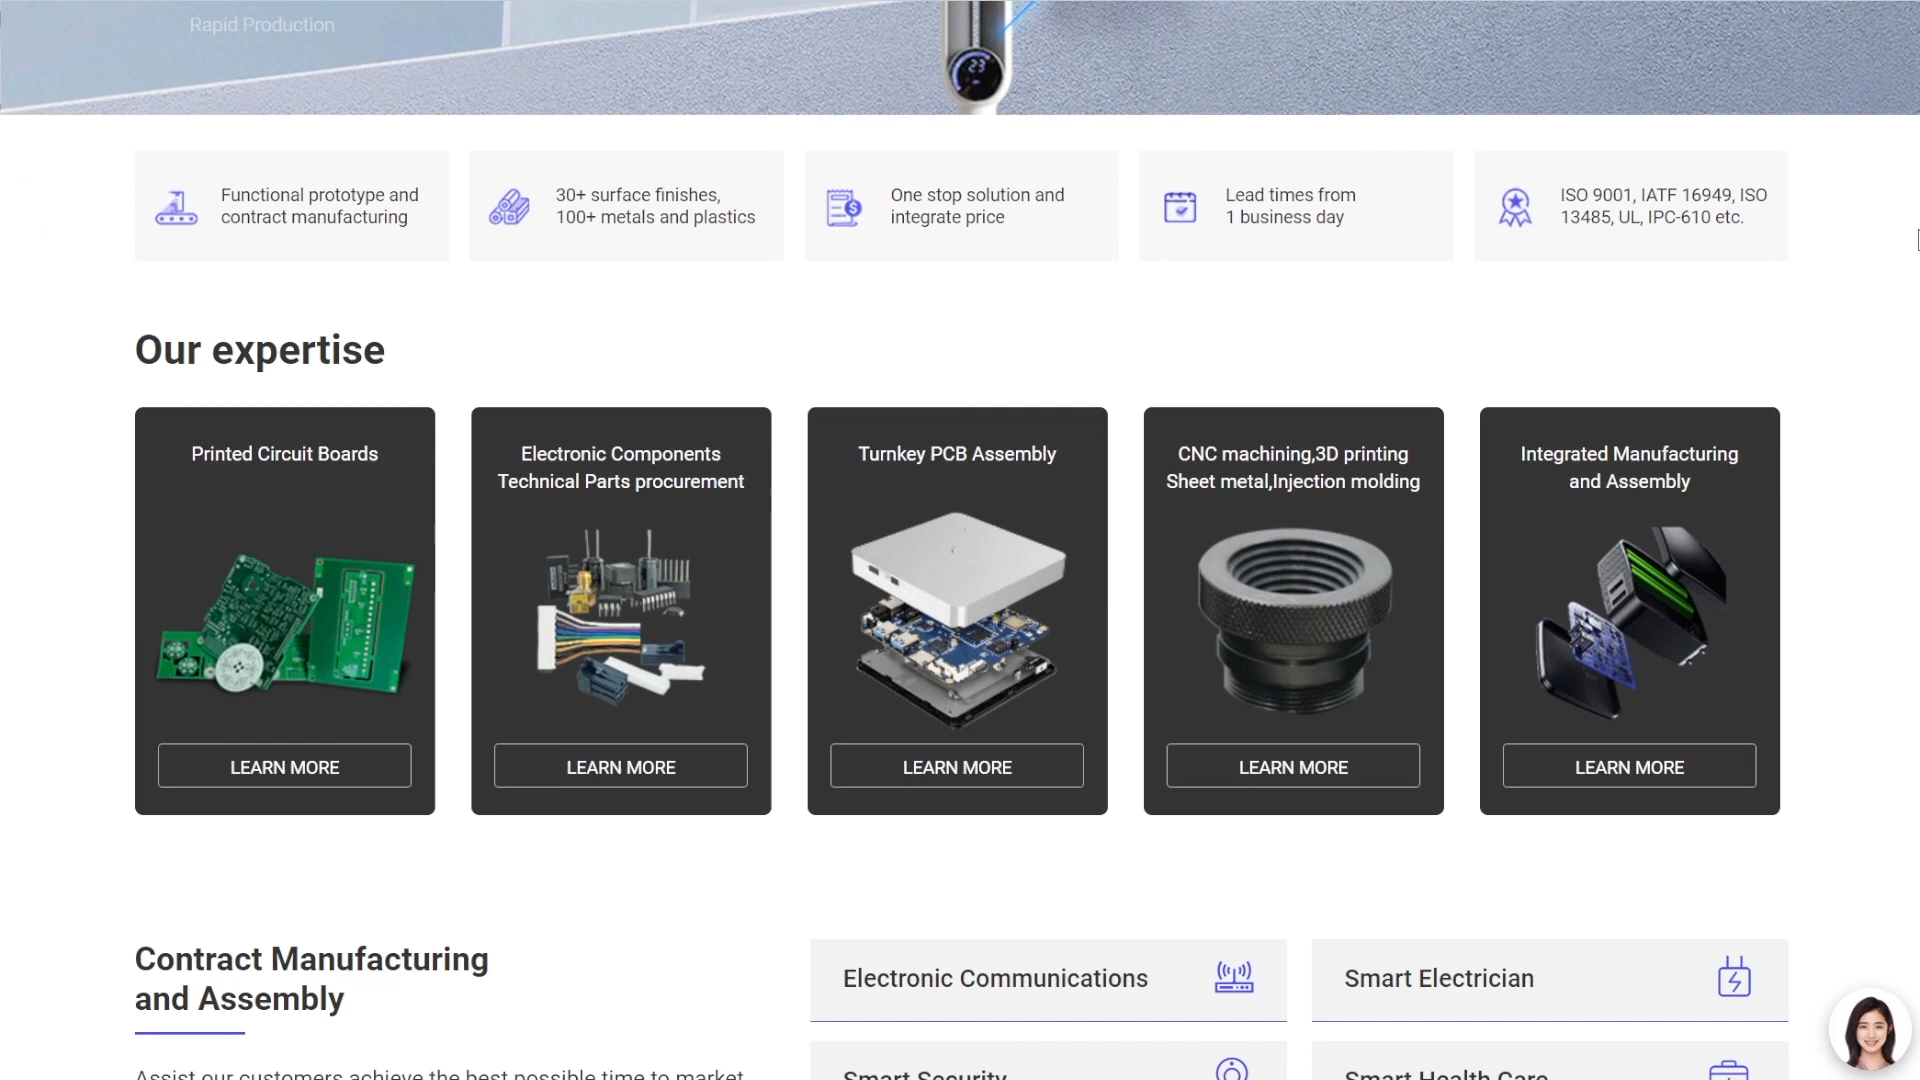 Rapid Production
23
Functional prototype and
contract manufacturing
30+ surface finishes,
100+ metals and plastics
One stop solution and
integrate price
Lead times from
1 business day
ISO 9001, IATF 16949, ISO
13485, UL, IPC-610 etc.
Our expertise
Printed Circuit Boards
LEARN MORE
Electronic Components
Technical Parts procurement
LEARN MORE
Turnkey PCB Assembly
LEARN MORE
CNC machining,3D printing
Sheet metal,Injection molding
LEARN MORE
Integrated Manufacturing
and Assembly
LEARN MORE
Contract Manufacturing
and Assembly
Assist our customers achieve the best possible time to market
Electronic Communications
Smart Electrician
Smart Security
Smart Health Care